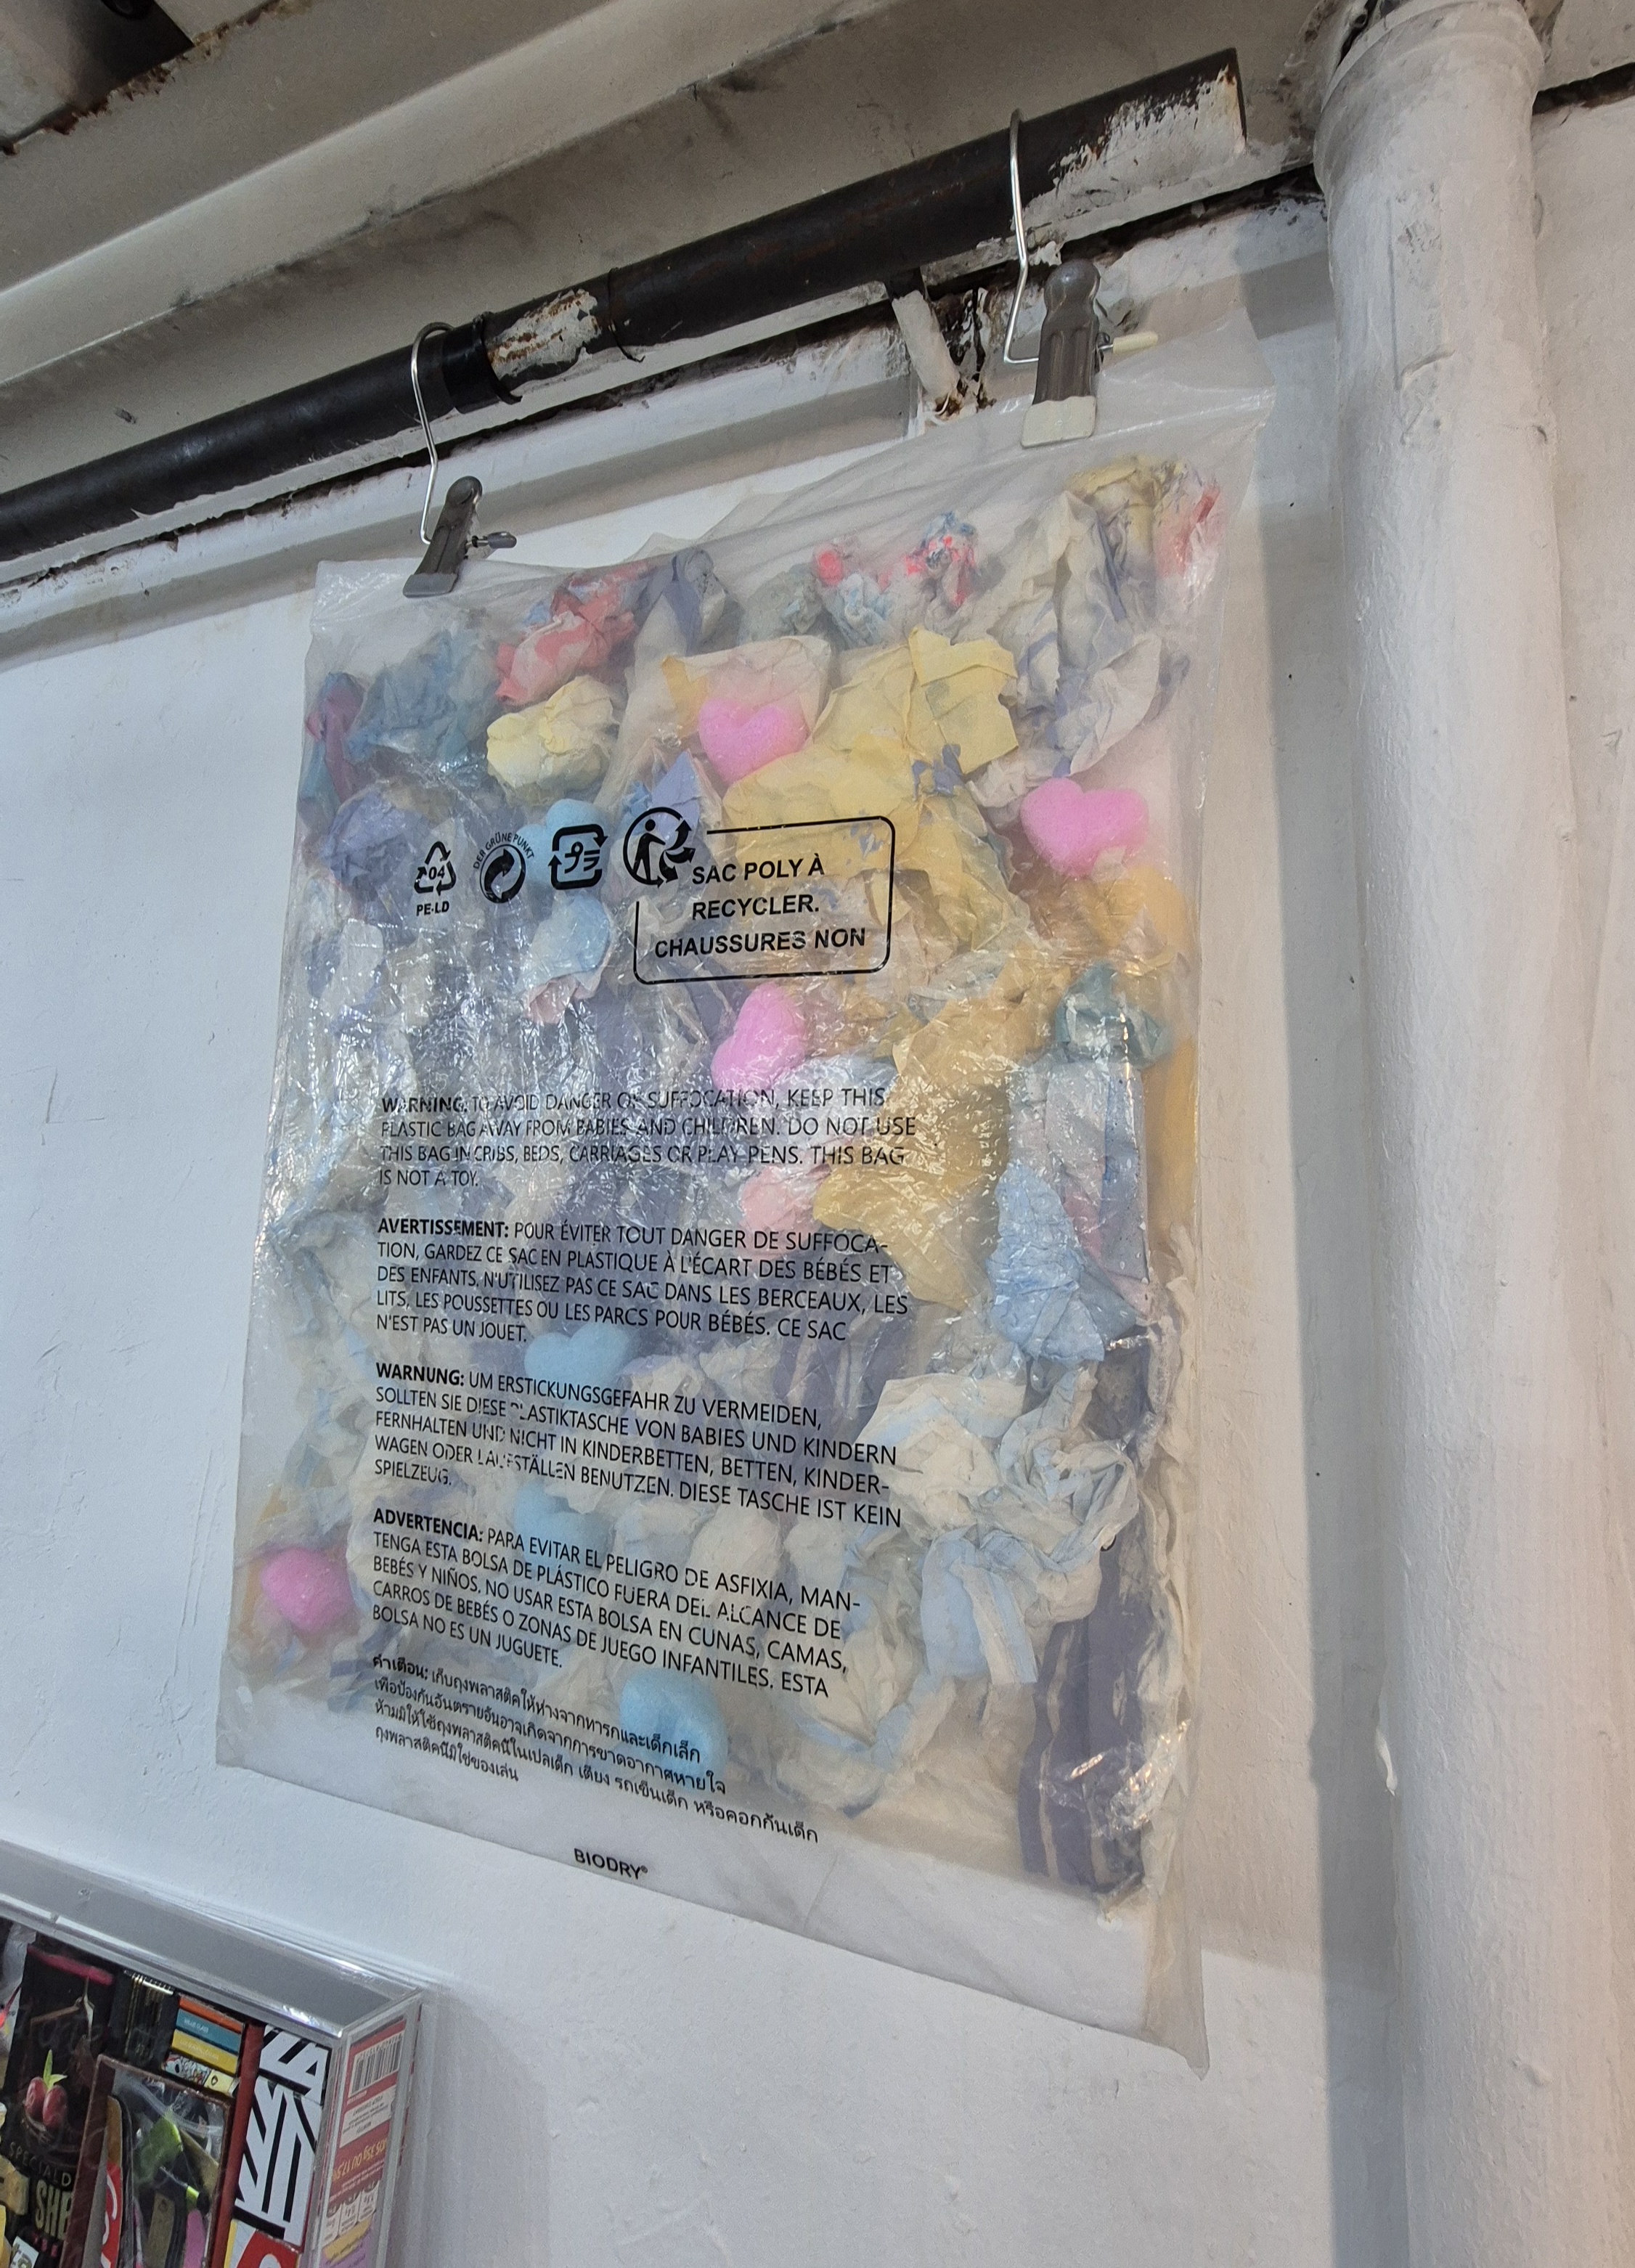 04
PE-LD
DER GRÜNE PUNKT
SAC POLY À
RECYCLER.
CHAUSSURES NON
WARNING. TO AVOID DANGER OF SUFFOCATION, KEEP THIS
PLASTIC BAG AWAY FROM BABIES AND CHILDREN. DO NOT USE
THIS BAG IN CRIBS, BEDS, CARRIAGES OR PLAY PENS. THIS BAG
IS NOT A TOY.
AVERTISSEMENT: POUR ÉVITER TOUT DANGER DE SUFFOCA-
TION, GARDEZ CE SAC EN PLASTIQUE À L'ÉCART DES BÉBÉS ET
DES ENFANTS. N'UTILISEZ PAS CE SAC DANS LES BERCEAUX, LES
LITS, LES POUSSETTES OU LES PARCS POUR BÉBÉS. CE SAC
N'EST PAS UN JOUET.
WARNUNG: UM ERSTICKUNGSGEFAHR ZU VERMEIDEN,
SOLLTEN SIE DIESE PLASTIKTASCHE VON BABIES UND KINDERN
FERNHALTEN UND NICHT IN KINDERBETTEN, BETTEN, KINDER-
WAGEN ODER LAUFSTÄLLEN BENUTZEN. DIESE TASCHE IST KEIN
SPIELZEUG.
ADVERTENCIA: PARA EVITAR EL PELIGRO DE ASFIXIA, MAN-
TENGA ESTA BOLSA DE PLÁSTICO FUERA DEL ALCANCE DE
BEBÉS Y NIÑOS. NO USAR ESTA BOLSA EN CUNAS, CAMAS,
CARROS DE BEBÉS O ZONAS DE JUEGO INFANTILES. ESTA
BOLSA NO ES UN JUGUETE.
คำเตือน: เก็บถุงพลาสติคให้ห่างจากทารกและเด็กเล็ก
เพื่อป้องกันอันตรายอันอาจเกิดจากการขาดอากาศหายใจ
ห้ามมิให้ใช้ถุงพลาสติคนี้ในเปลเด็ก เตียง รถเข็นเด็ก หรือคอกกั้นเด็ก
ถุงพลาสติคนี้มิใช่ของเล่น
BIODRY®